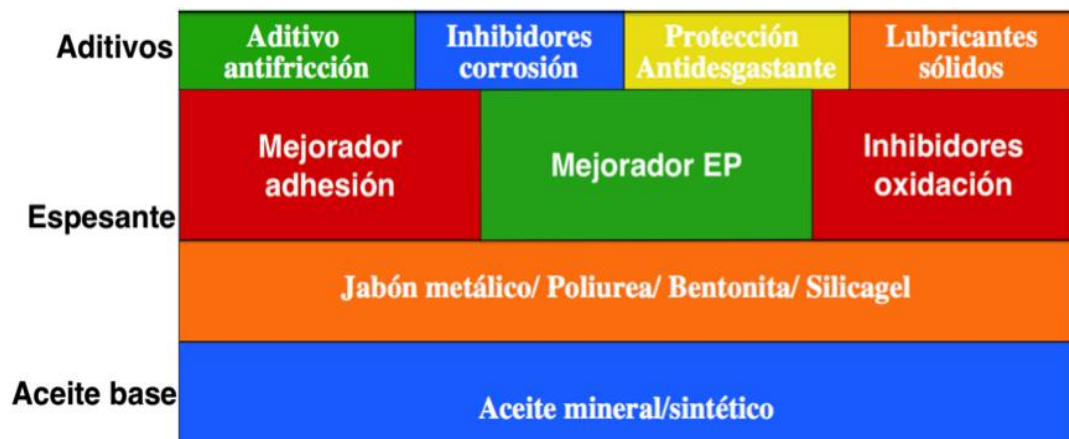 Aditivos
Aditivo
antifricción
Inhibidores
corrosión
Protección
Antidesgastante
Lubricantes
sólidos
Mejorador
adhesión
Mejorador EP
Inhibidores
oxidación
Espesante
Jabón metálico/ Poliurea/ Bentonita/ Silicagel
Aceite base
Aceite mineral/sintético